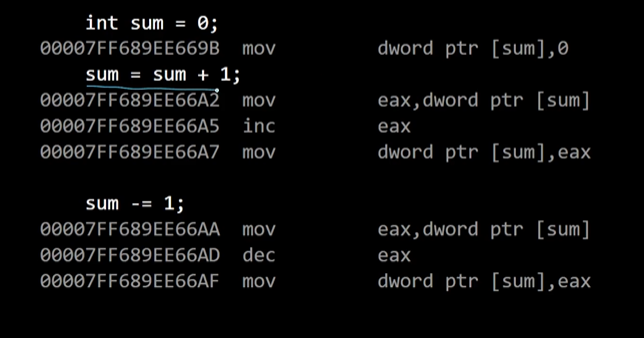 int sum = 0;
00007FF689EE669B mov dword ptr [sum],0
sum = sum + 1;
00007FF689EE66A2 mov eax,dword ptr [sum]
00007FF689EE66A5 inc eax
00007FF689EE66A7 mov dword ptr [sum],eax
sum -= 1;
00007FF689EE66AA mov eax,dword ptr [sum]
00007FF689EE66AD dec eax
00007FF689EE66AF mov dword ptr [sum],eax